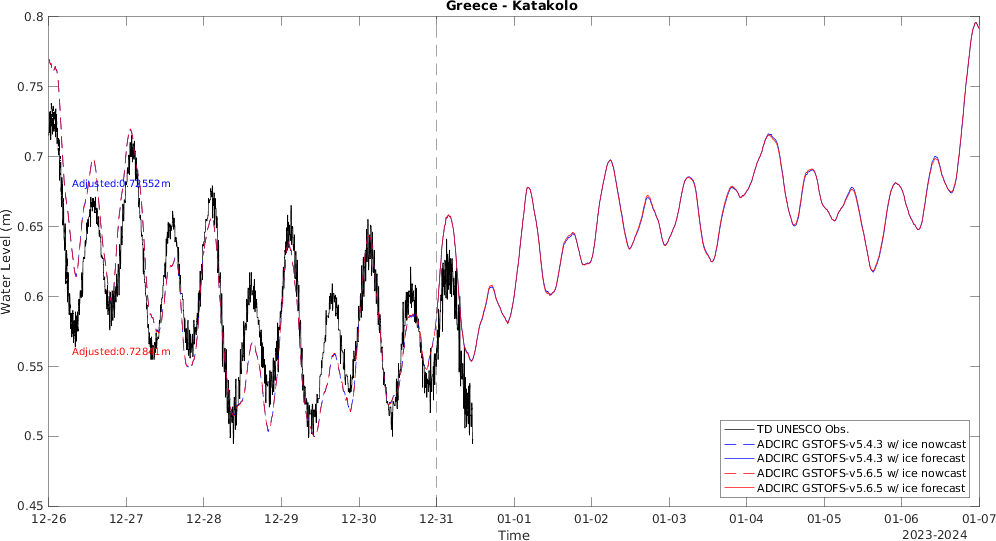 Greece - Katakolo
0.8
0.75
0.7
0.65
0.6
0.55
0.5
0.45
Water Level (m)
Adjusted:0.72552m
Adjusted:0.72841m
TD UNESCO Obs.
ADCIRC GSTOFS-v5.4.3 w/ ice nowcast
ADCIRC GSTOFS-v5.4.3 w/ ice forecast
ADCIRC GSTOFS-v5.6.5 w/ ice nowcast
ADCIRC GSTOFS-v5.6.5 w/ ice forecast
12-26 12-27 12-28 12-29 12-30 12-31 01-01 01-02 01-03 01-04 01-05 01-06 01-07
Time
2023-2024